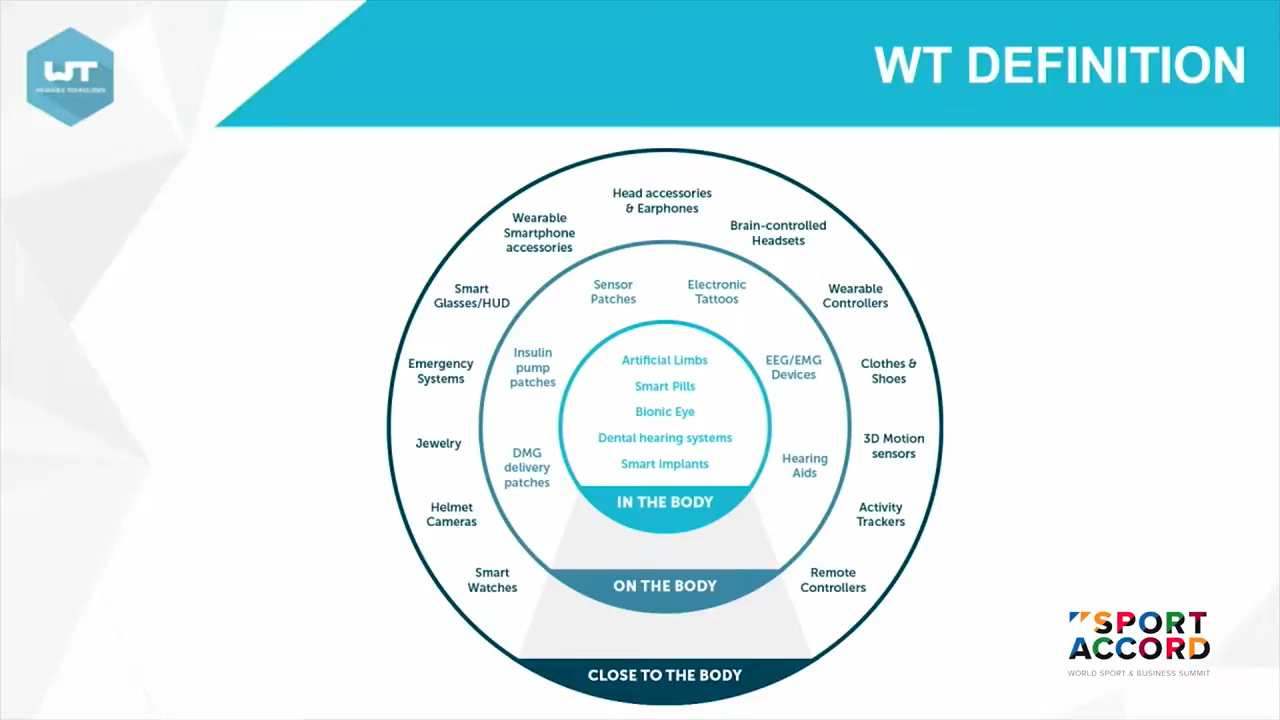 WT
WT DEFINITION
Head accessories
& Earphones
Wearable
Smartphone
accessories
Brain-controlled
Headsets
Smart
Glasses/HUD
Sensor
Patches
Electronic
Tattoos
Wearable
Controllers
Emergency
Systems
Insulin
pump
patches
Artificial Limbs
Smart Pills
Bionic Eye
Dental hearing systems
Smart Implants
EEG/EMG
Devices
Clothes &
Shoes
Jewelry
DMG
delivery
patches
Hearing
Aids
3D Motion
sensors
IN THE BODY
Helmet
Cameras
Activity
Trackers
Smart
Watches
ON THE BODY
Remote
Controllers
CLOSE TO THE BODY
SPORT
ACCORD
WORLD SPORT & BUSINESS SUMMIT